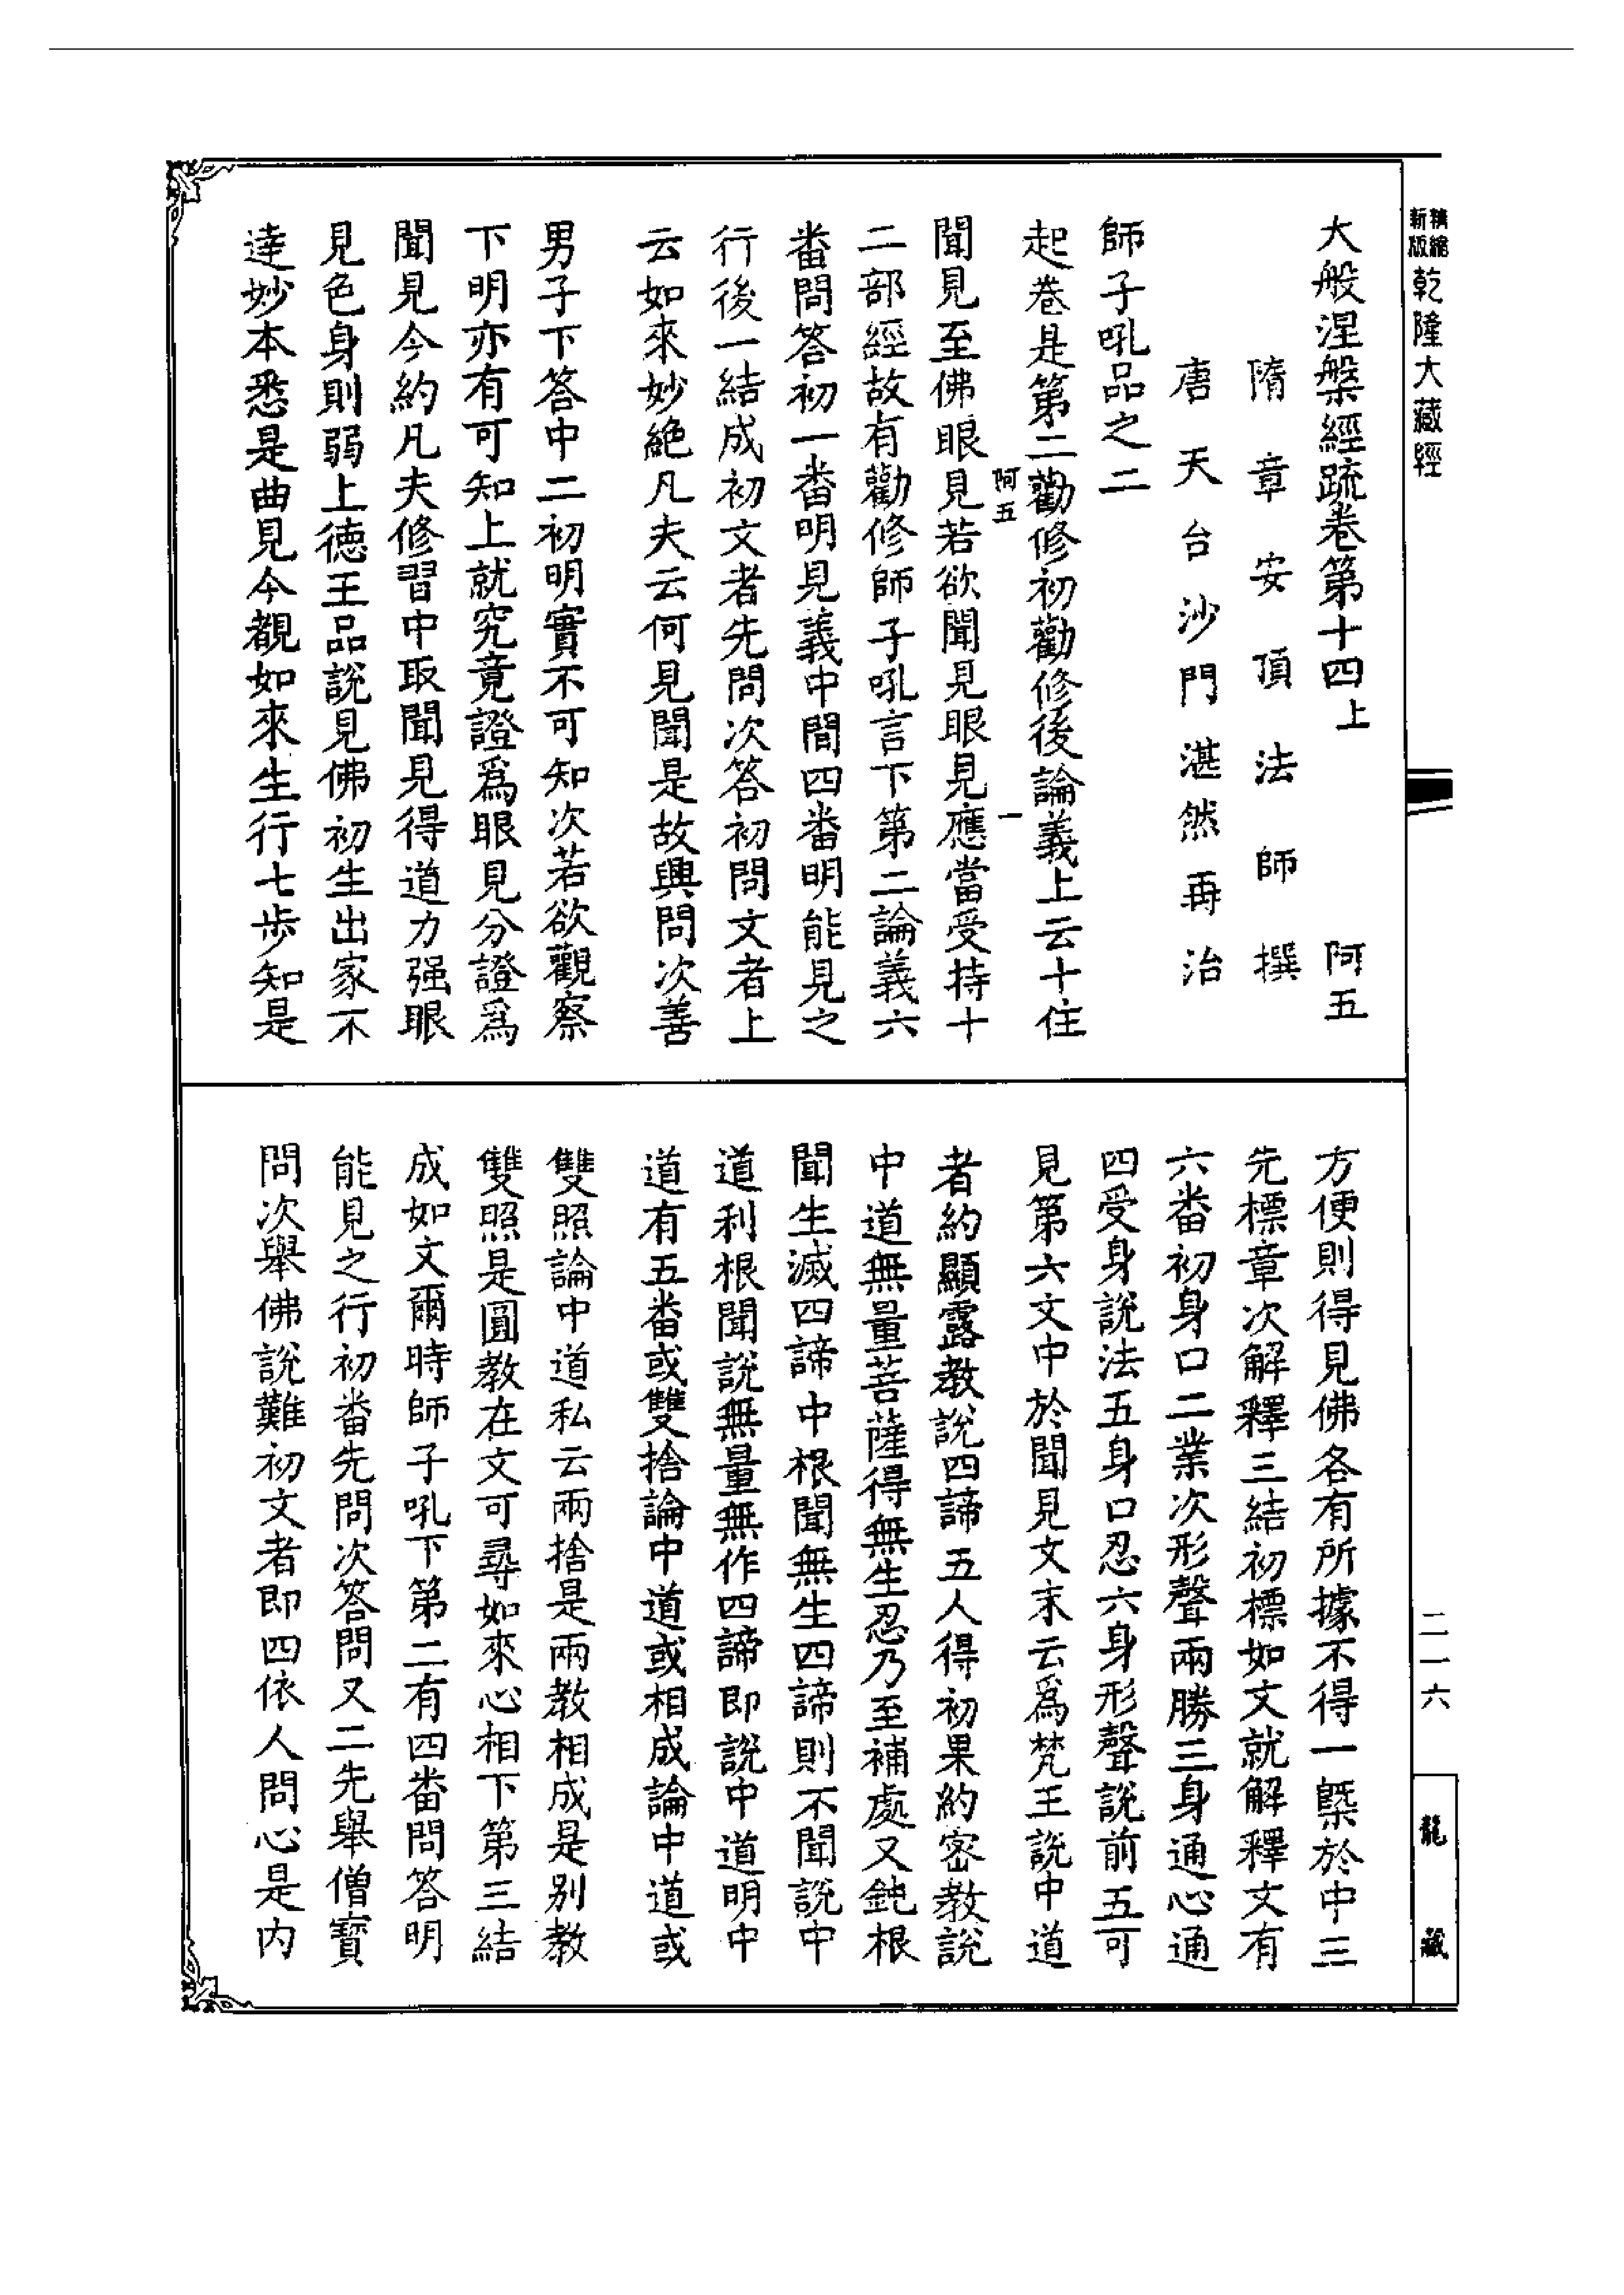 新版精縮乾隆大藏經
大般涅槃經疏卷第十四上 阿五
隋章安頂法師撰
唐天台沙門湛然再治
師子吼品之二
起卷是第二勸修初勸修後論義上云十住
阿五 一
聞見至佛眼見若欲聞見眼見應當受持十
二部經故有勸修師子吼言下第二論義六
番問答初一番明見義中間四番明能見之
行後一結成初文者先問次答初問文者上
云如來妙絶凡夫云何見聞是故興問次善
男子下答中二初明實不可知次若欲觀察
下明亦有可知上就究竟證爲眼見分證爲
聞見今約凡夫修習中取聞見得道力强眼
見色身則弱上徳王品説見佛初生出家不
達妙本悉是曲見今覩如來生行七步知是
方便則得見佛各有所據不得一槩於中三
先標章次解釋三結初標如文就解釋文有
六番初身口二業次形聲兩勝三身通心通
四受身說法五身口忍六身形聲說前五可
見第六文中於聞見文末云爲梵王說中道
者約顯露教說四諦五人得初果約密教說
中道無量菩薩得無生忍乃至補處又鈍根
聞生滅四諦中根聞無生四諦則不聞說中
道利根聞說無量無作四諦即說中道明中
道有五番或雙捨論中道或相成論中道或
雙照論中道私云兩捨是兩教相成是別教
雙照是圓教在文可尋如來心相下第三結
成如文爾時師子吼下第二有四番問答明
能見之行初番先問次答問又二先舉僧寶
問次舉佛說難初文者即四依人問心是内
二一六
龍藏